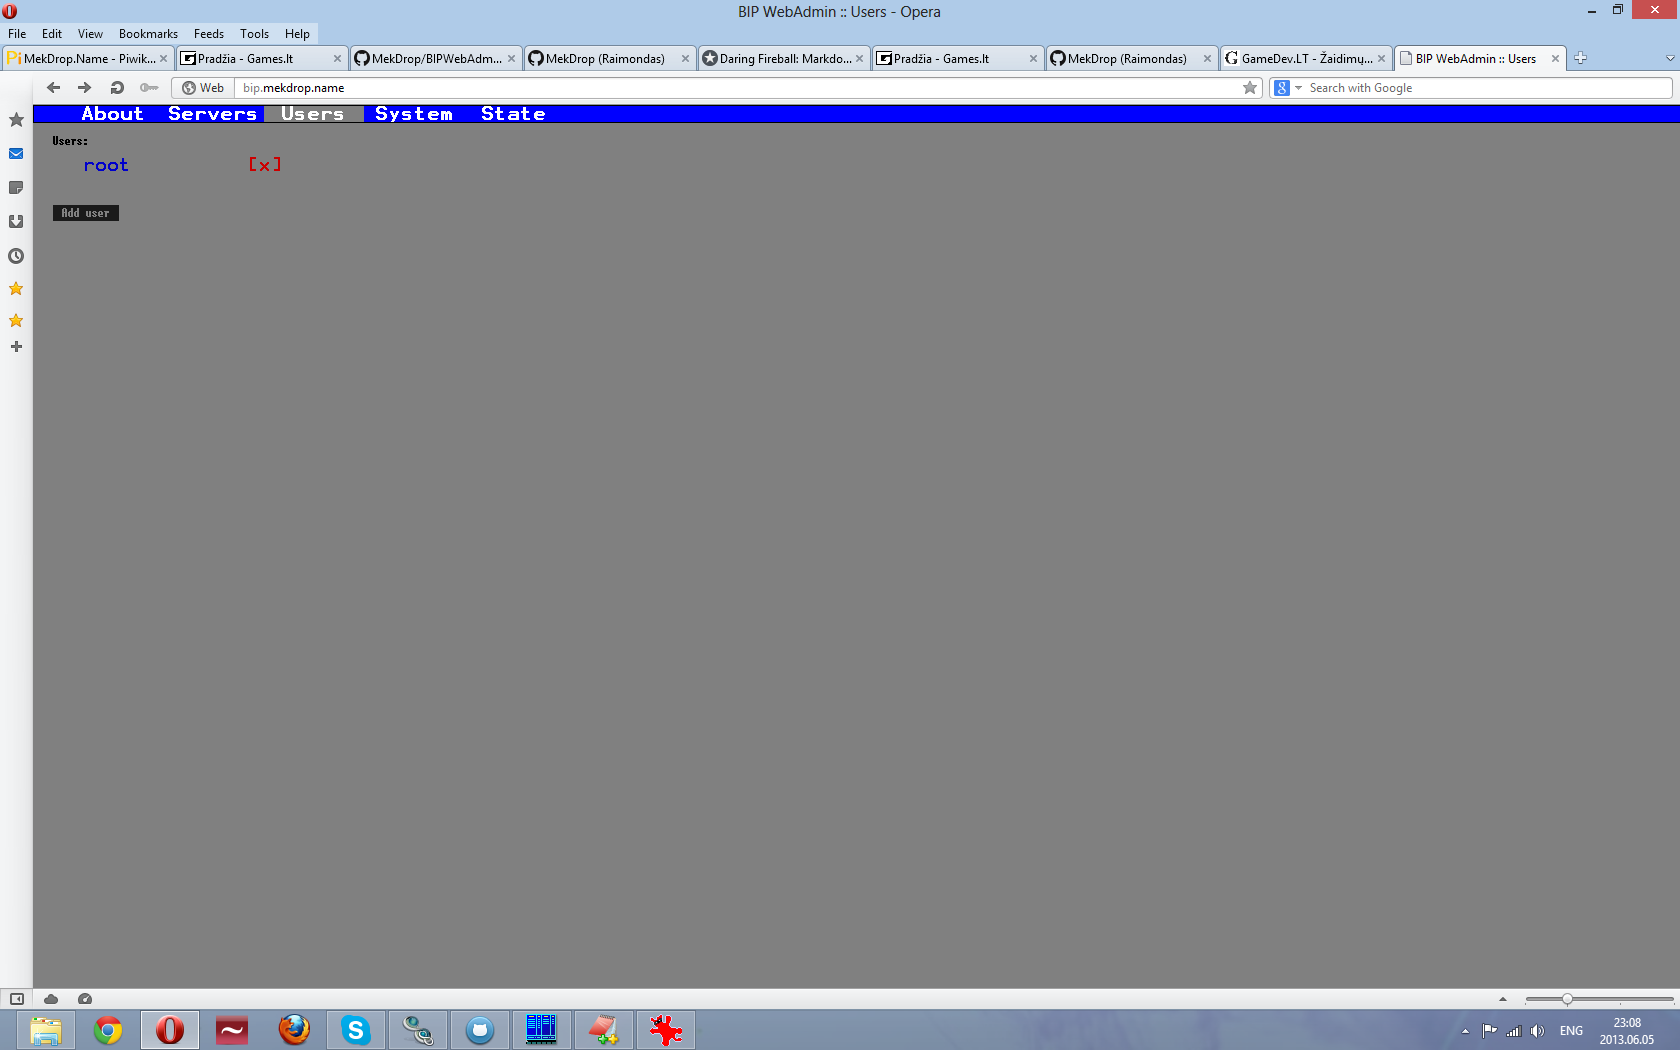 BIP WebAdmin :: Users - Opera
File Edit View Bookmarks Feeds Tools Help
MekDrop.Name - Piwik... Pradžia - Games.lt MekDrop/BIPWebAdm... MekDrop (Raimondas) Daring Fireball: Markdo... Pradžia - Games.lt MekDrop (Raimondas) GameDev.LT - Žaidimų... BIP WebAdmin :: Users
Web bip.mekdrop.name Search with Google
About Servers Users System State
Users:
root [x]
Add user
ENG
23:08
2013.06.05